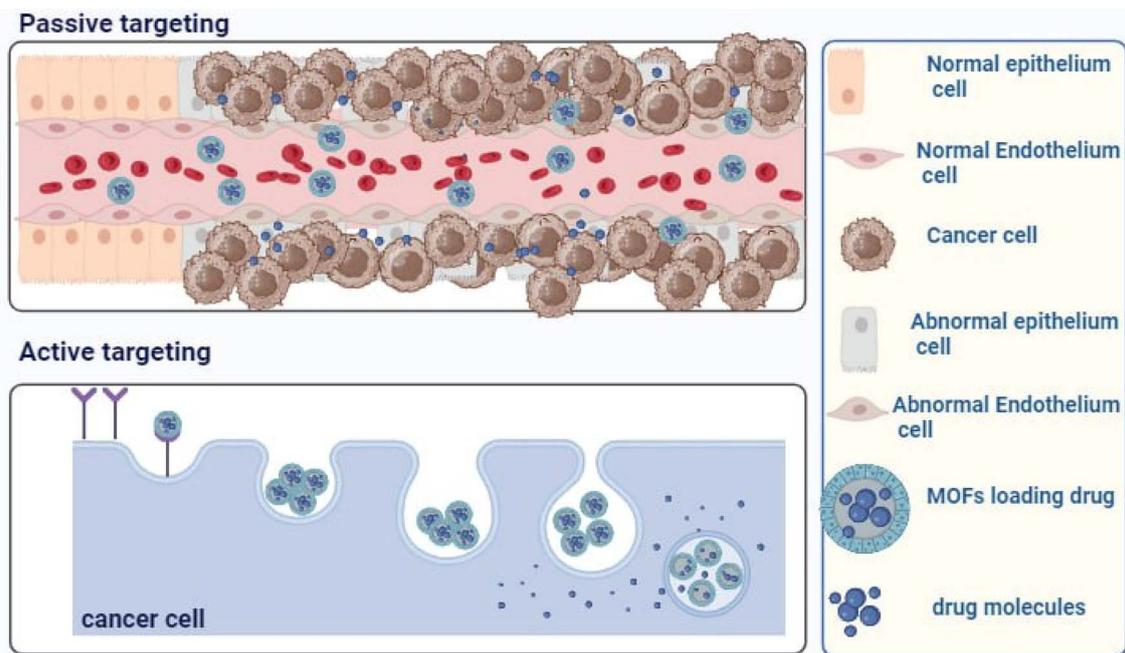 Passive targeting
Normal epithelium
cell
Normal Endothelium
cell
Cancer cell
Abnormal epithelium
cell
Abnormal Endothelium
cell
MOFs loading drug
drug molecules
Active targeting
cancer cell